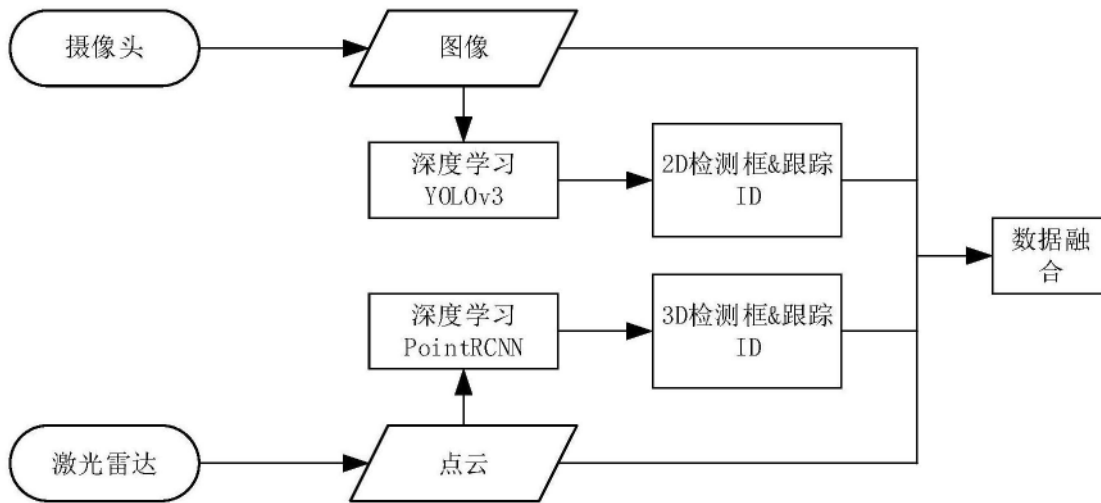 摄像头
图像
深度学习
YOLOv3
2D检测框&跟踪
ID
数据融
合
深度学习
PointRCNN
3D检测框&跟踪
ID
激光雷达
点云